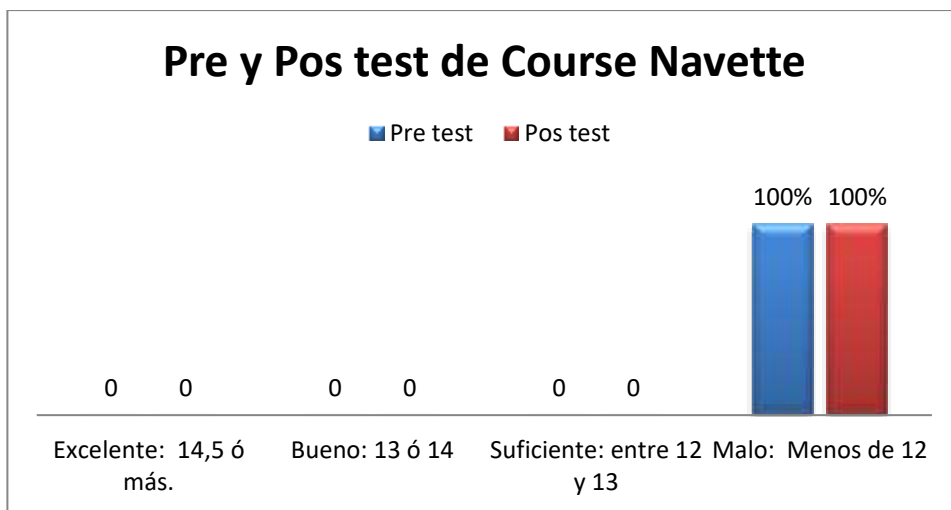 Pre y Pos test de Course Navette
Pre test Pos test
100% 100%
0 0 0 0 0 0
Excelente: 14,5 ó más.
Bueno: 13 ó 14
Suficiente: entre 12 y 13
Malo: Menos de 12